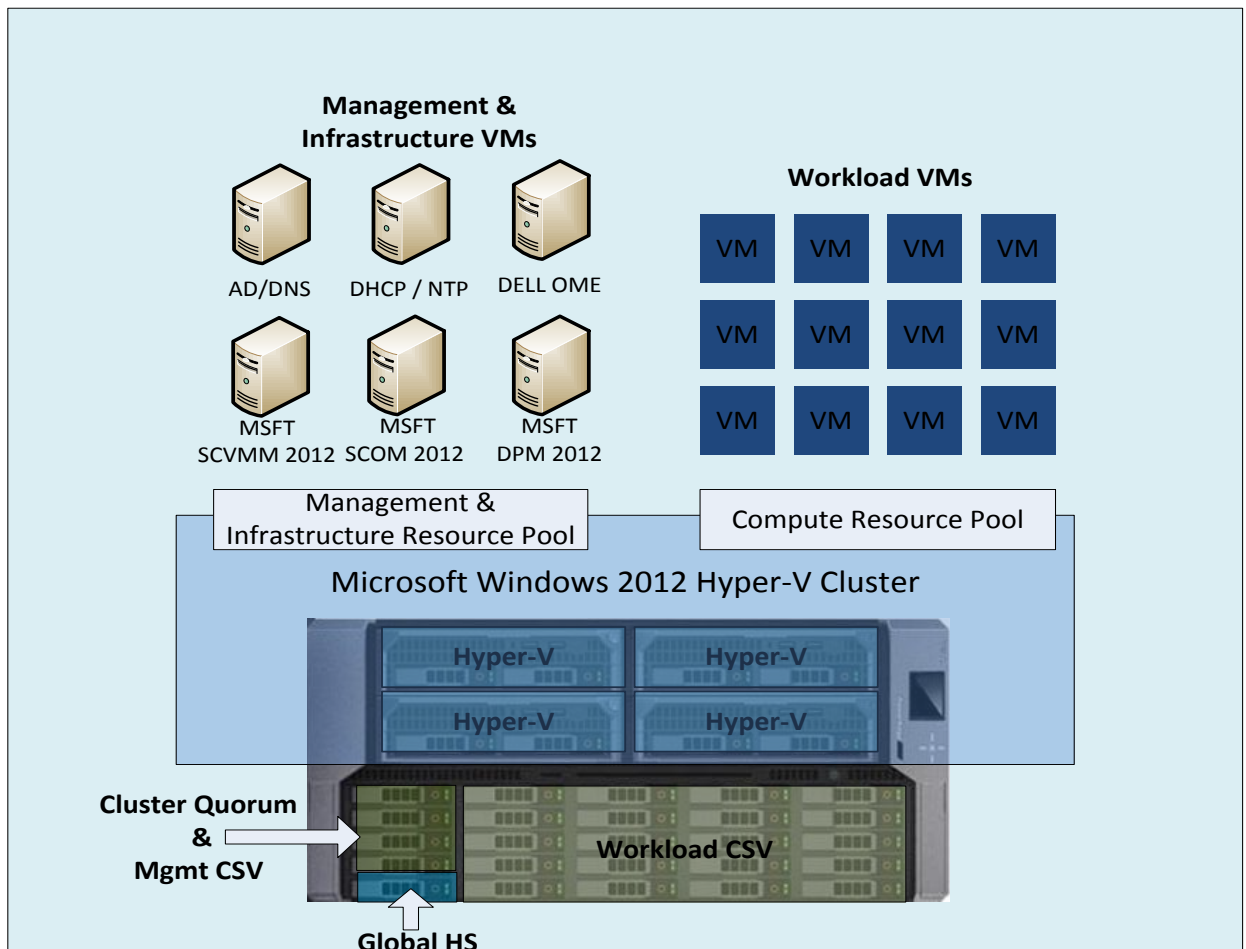 Management &
Infrastructure VMs
Workload VMs
AD/DNS
DHCP / NTP
DELL OME
MSFT
SCVMM 2012
MSFT
SCOM 2012
MSFT
DPM 2012
VM VM VM VM
VM VM VM VM
VM VM VM VM
Management &
Infrastructure Resource Pool
Compute Resource Pool
Microsoft Windows 2012 Hyper-V Cluster
Hyper-V Hyper-V
Hyper-V Hyper-V
Cluster Quorum
&
Mgmt CSV
Workload CSV
Global HS